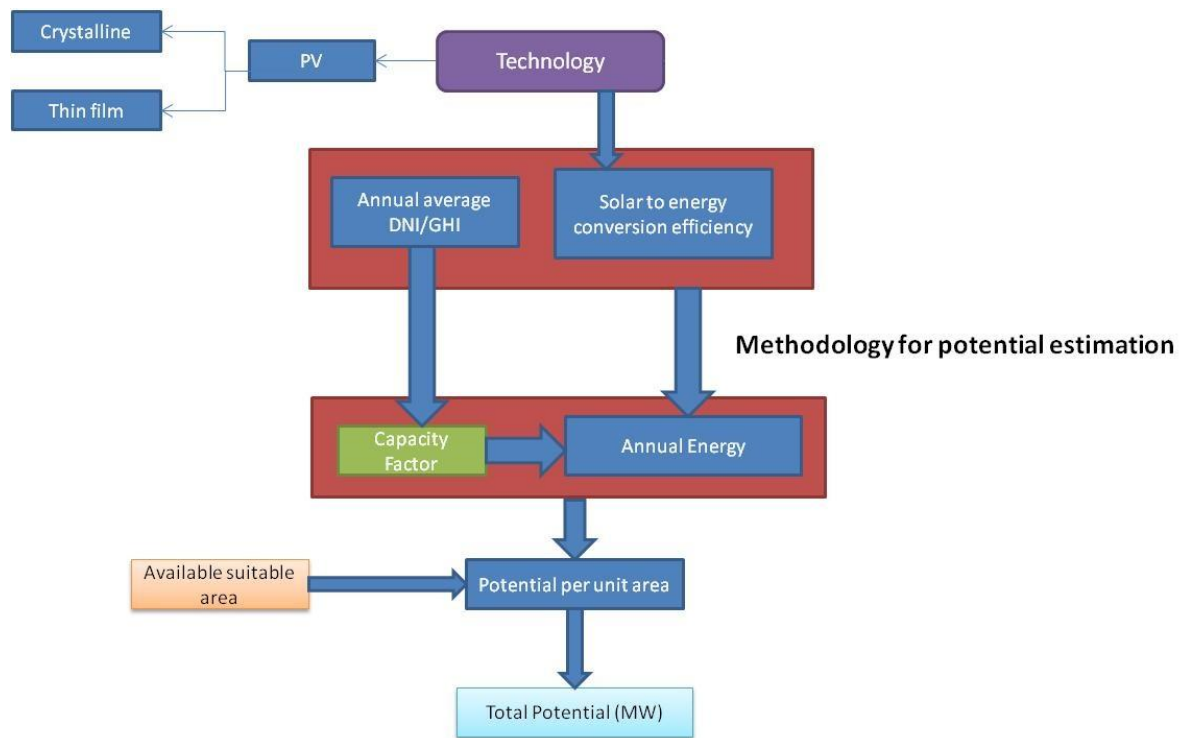 Crystalline
PV
Technology
Thin film
Annual average
DNI/GHI
Solar to energy
conversion efficiency
Methodology for potential estimation
Capacity
Factor
Annual Energy
Available suitable
area
Potential per unit area
Total Potential (MW)